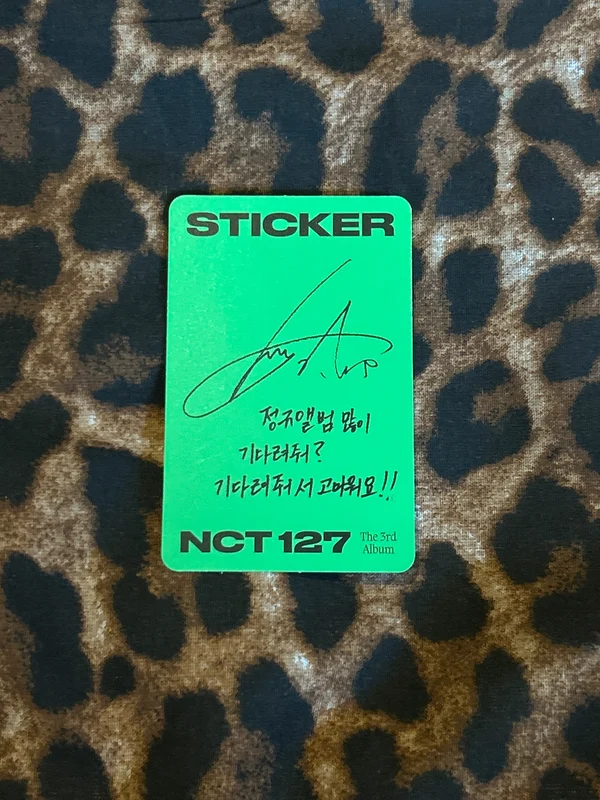 STICKER
정규앨범 많이
기다려줘?
기다려줘서 고마워요!!
NCT 127
The 3rd
Album